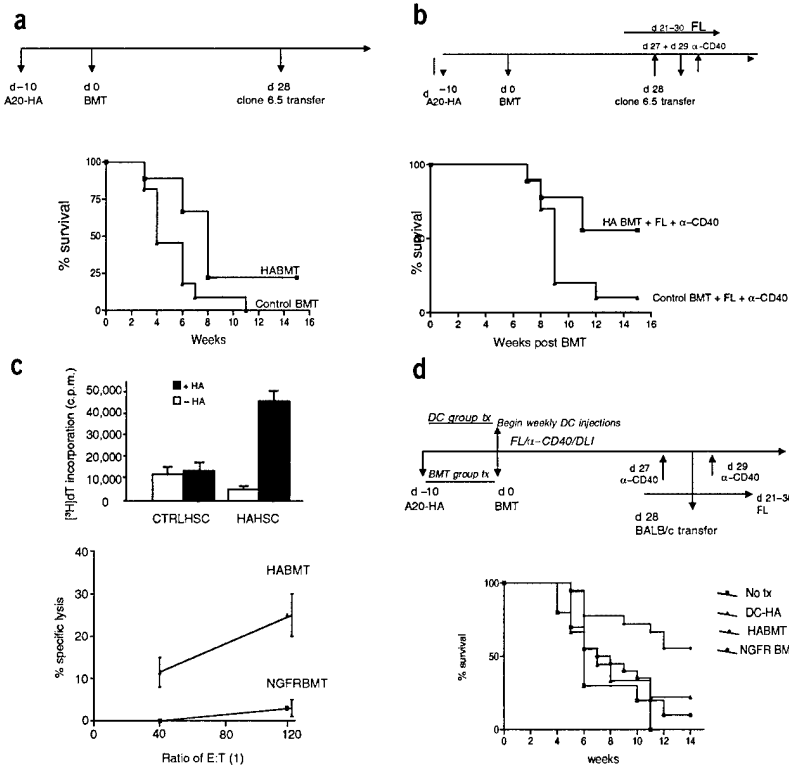 a
d –10
A20-HA
d 0
BMT
d 28
clone 6.5 transfer
% survival
100
75
50
25
0
HABMT
Control BMT
0 2 4 6 8 10 12 14 16
Weeks
b
d 21–30 FL
d 27 + d 29 α-CD40
d –10
A20-HA
d 0
BMT
d 28
clone 6.5 transfer
% survival
100
0
HA BMT + FL + α-CD40
Control BMT + FL + α-CD40
0 2 4 6 8 10 12 14 16
Weeks post BMT
c
[³H]dT incorporation (c.p.m.)
50,000
40,000
30,000
20,000
10,000
0
+ HA
– HA
CTRLHSC HAHSC
% specific lysis
40
30
20
10
0
HABMT
NGFRBMT
0 40 80 120
Ratio of E:T (1)
d
DC group tx
Begin weekly DC injections
FL/α-CD40/DLI
BMT group tx
d –10
A20-HA
d 0
BMT
d 27
α-CD40
d 29
α-CD40
d 21–30
FL
d 28
BALB/c transfer
% survival
100
50
0
No tx
DC-HA
HABMT
NGFR BM
0 2 4 6 8 10 12 14
weeks